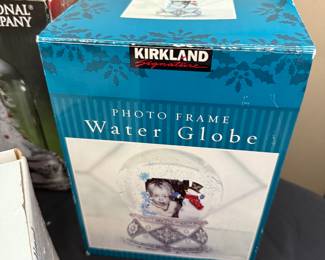 ONAL
PANY
KIRKLAND
Signature
PHOTO FRAME
Water Globe